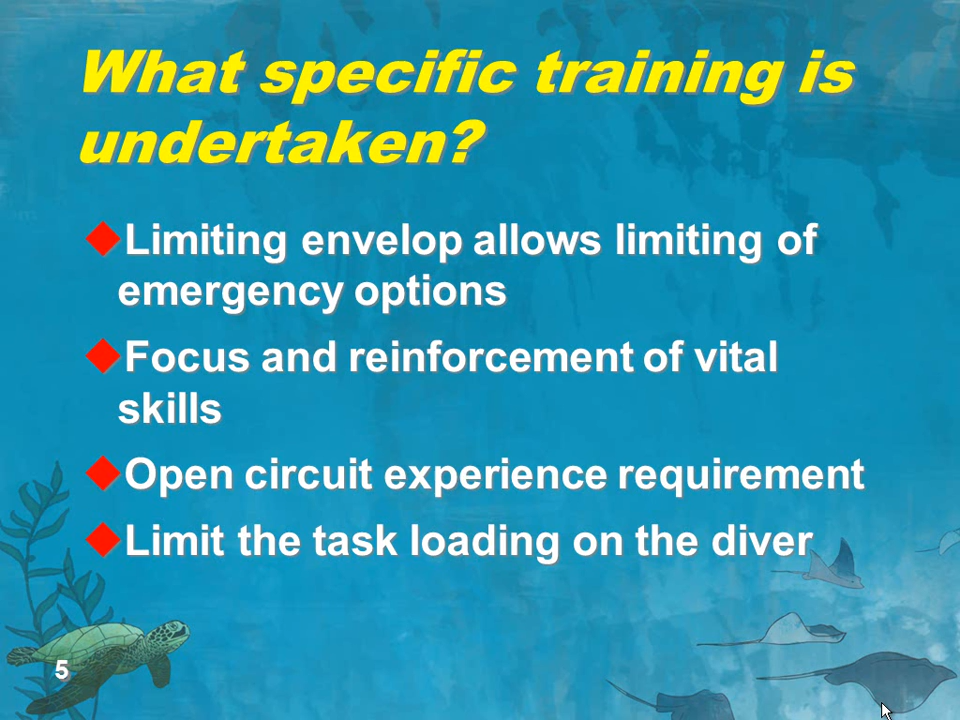 What specific training is
undertaken?
◆Limiting envelop allows limiting of
emergency options
◆Focus and reinforcement of vital
skills
◆Open circuit experience requirement
◆Limit the task loading on the diver
5